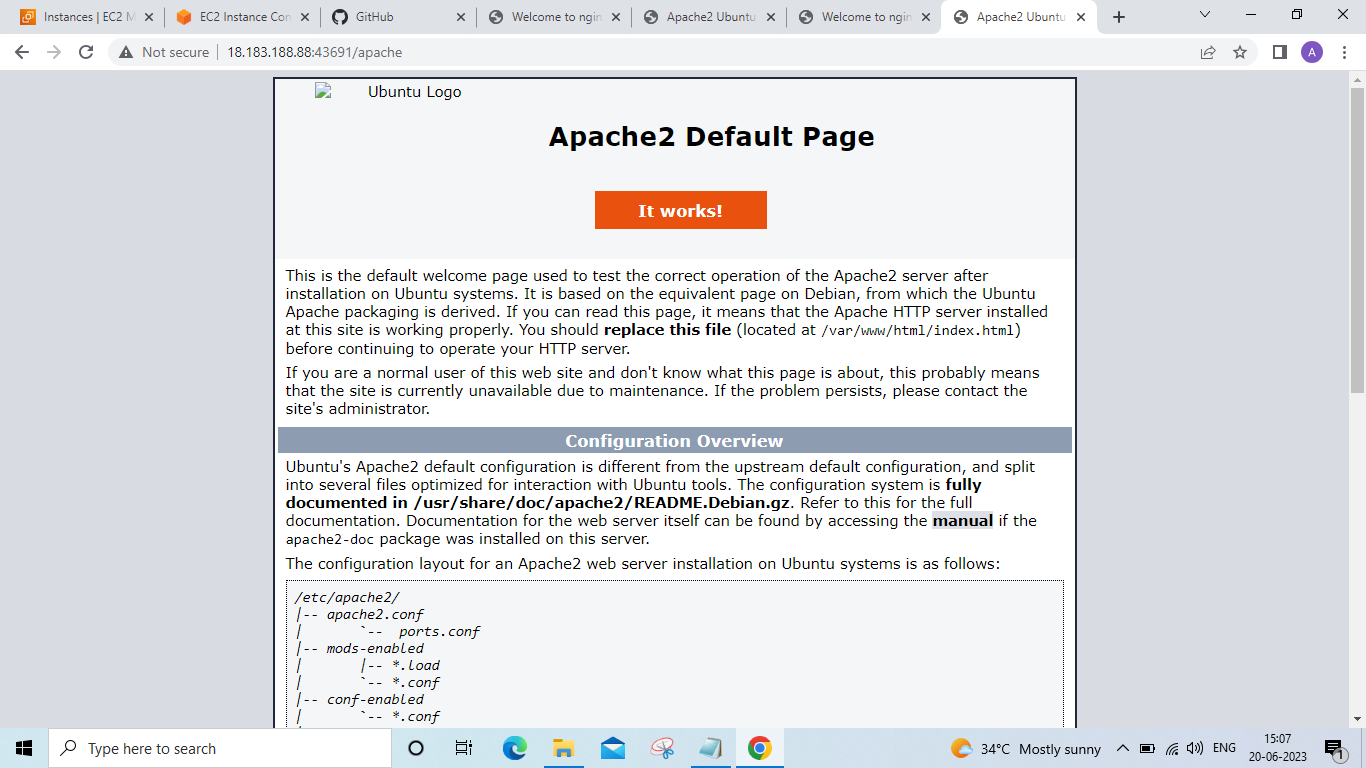 Instances | EC2 M
EC2 Instance Con
GitHub
Welcome to ngin
Apache2 Ubuntu
Welcome to ngin
Apache2 Ubuntu
Not secure
18.183.188.88:43691/apache
A
Ubuntu Logo
Apache2 Default Page
It works!
This is the default welcome page used to test the correct operation of the Apache2 server after
installation on Ubuntu systems. It is based on the equivalent page on Debian, from which the Ubuntu
Apache packaging is derived. If you can read this page, it means that the Apache HTTP server installed
at this site is working properly. You should replace this file (located at /var/www/html/index.html)
before continuing to operate your HTTP server.
If you are a normal user of this web site and don't know what this page is about, this probably means
that the site is currently unavailable due to maintenance. If the problem persists, please contact the
site's administrator.
Configuration Overview
Ubuntu's Apache2 default configuration is different from the upstream default configuration, and split
into several files optimized for interaction with Ubuntu tools. The configuration system is fully
documented in /usr/share/doc/apache2/README.Debian.gz. Refer to this for the full
documentation. Documentation for the web server itself can be found by accessing the manual if the
apache2-doc package was installed on this server.
The configuration layout for an Apache2 web server installation on Ubuntu systems is as follows:
/etc/apache2/
|-- apache2.conf
|       `--  ports.conf
|-- mods-enabled
|       |-- *.load
|       `-- *.conf
|-- conf-enabled
|       `-- *.conf
Type here to search
34°C Mostly sunny
ENG
15:07
20-06-2023
1